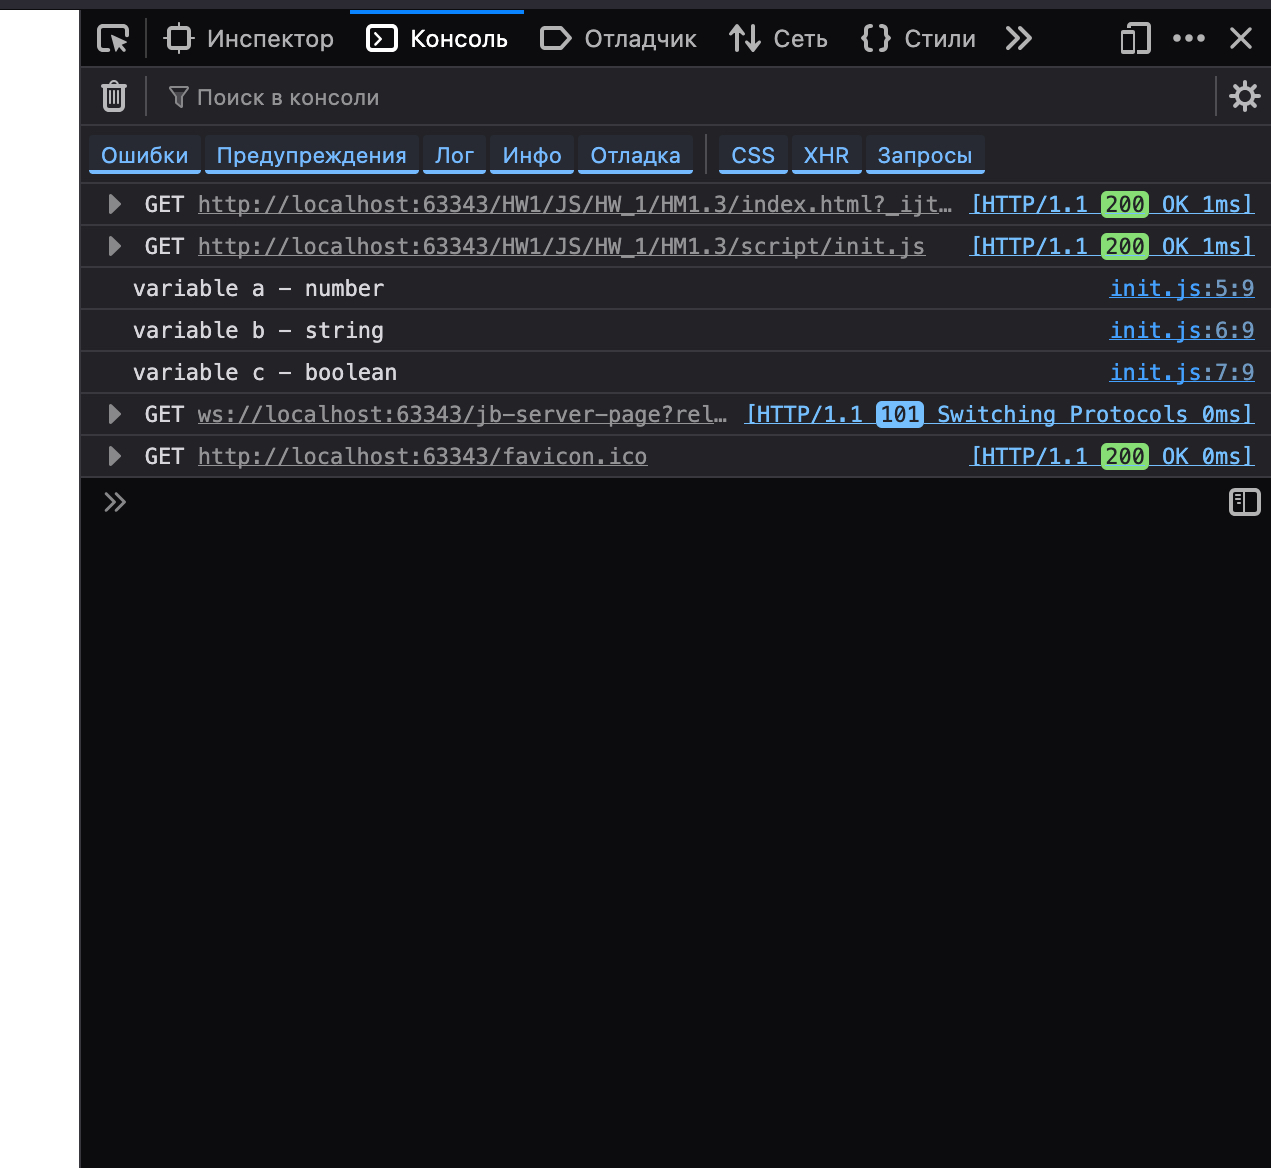 Инспектор Консоль Отладчик Сеть Стили
Поиск в консоли
Ошибки Предупреждения Лог Инфо Отладка CSS XHR Запросы
GET http://localhost:63343/HW1/JS/HW_1/HM1.3/index.html?_ijt… [HTTP/1.1 200 OK 1ms]
GET http://localhost:63343/HW1/JS/HW_1/HM1.3/script/init.js [HTTP/1.1 200 OK 1ms]
variable a – number init.js:5:9
variable b – string init.js:6:9
variable c – boolean init.js:7:9
GET ws://localhost:63343/jb-server-page?rel… [HTTP/1.1 101 Switching Protocols 0ms]
GET http://localhost:63343/favicon.ico [HTTP/1.1 200 OK 0ms]